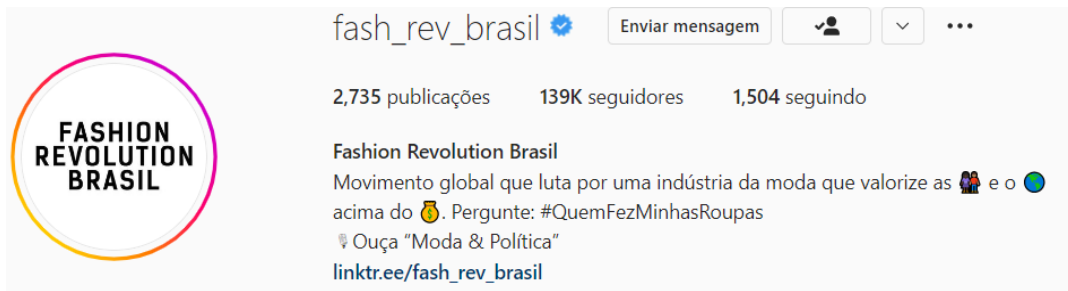 fash_rev_brasil
Enviar mensagem
2,735 publicações 139K seguidores 1,504 seguindo
FASHION
REVOLUTION
BRASIL
Fashion Revolution Brasil
Movimento global que luta por uma indústria da moda que valorize as 👭 e o 🌎
acima do 💰. Pergunte: #QuemFezMinhasRoupas
🎙Ouça "Moda & Política"
linktr.ee/fash_rev_brasil